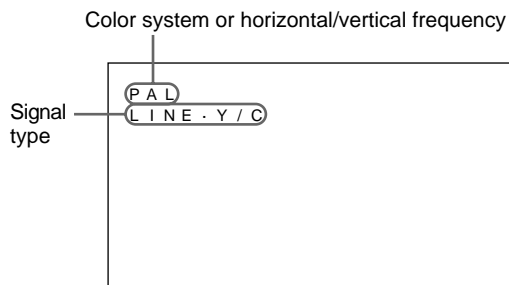 Color system or horizontal/vertical frequency
PAL
LINE·Y/C
Signal
type